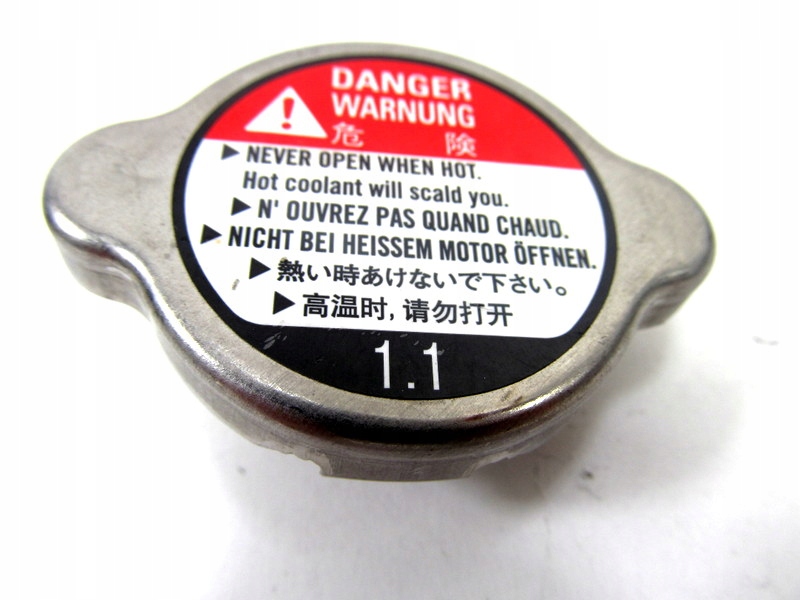 DANGER
WARNUNG
危 険
▶ NEVER OPEN WHEN HOT.
Hot coolant will scald you.
▶ N' OUVREZ PAS QUAND CHAUD.
▶ NICHT BEI HEISSEM MOTOR ÖFFNEN.
▶ 熱い時あけないで下さい。
▶ 高温时, 请勿打开
1.1